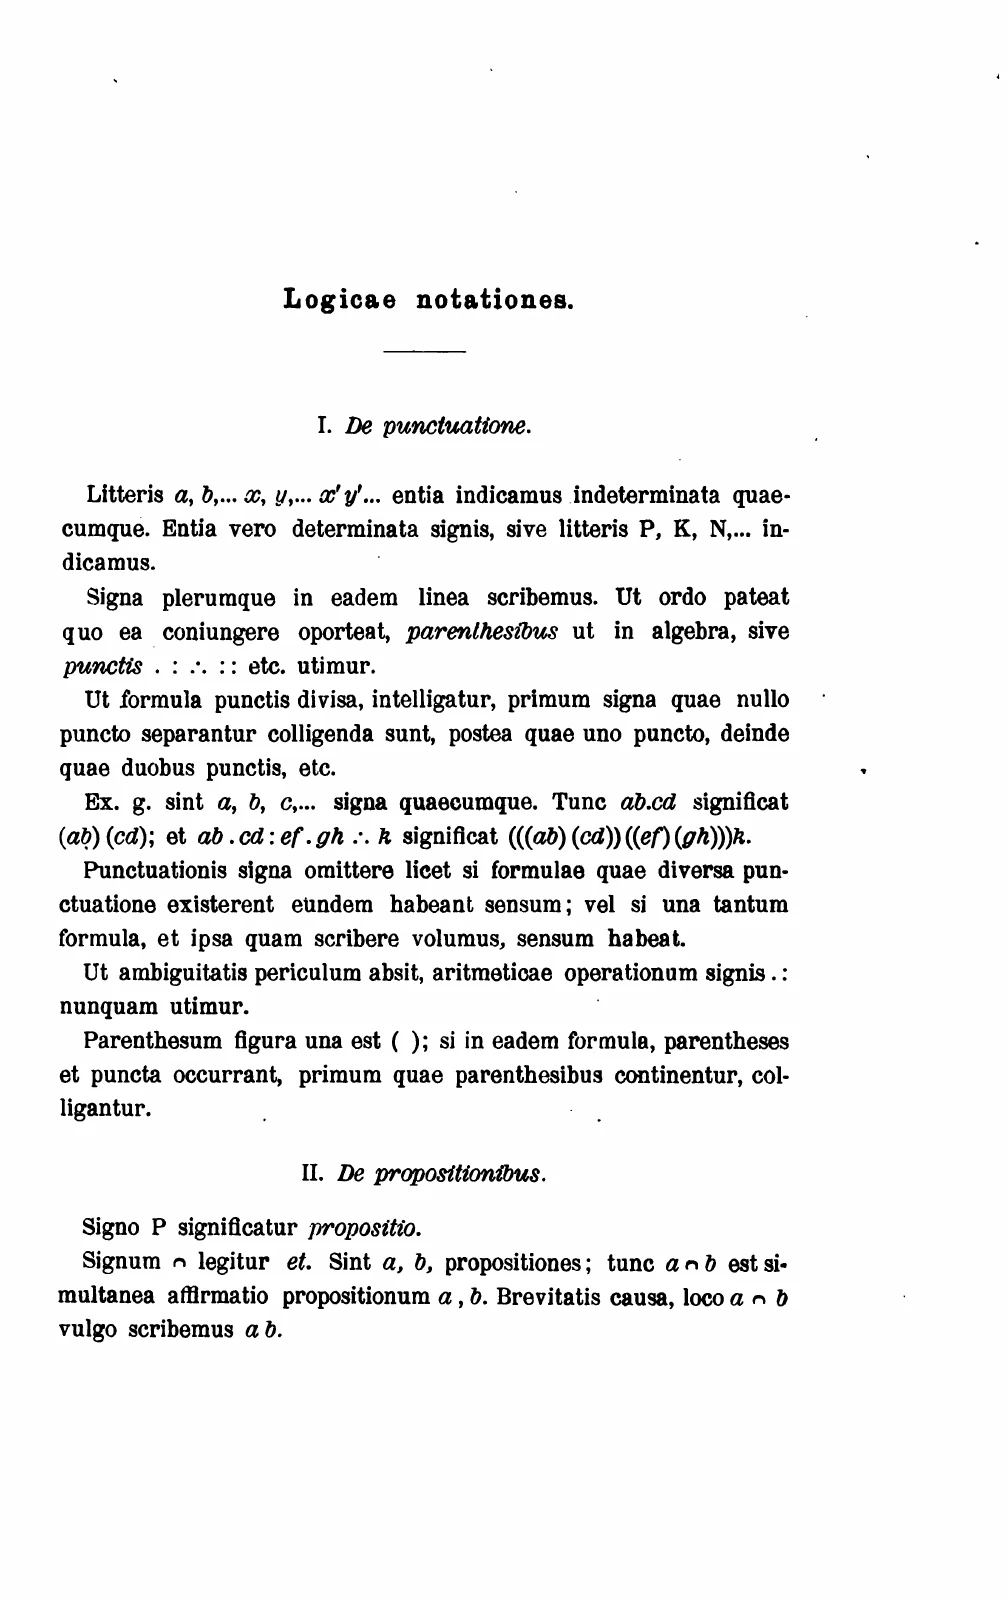 Logicae notationes.
I. De punctuatione.
Litteris a, b,... x, y,... x' y'... entia indicamus indeterminata quae-
cumque. Entia vero determinata signis, sive litteris P, K, N,... in-
dicamus.
Signa plerumque in eadem linea scribemus. Ut ordo pateat
quo ea coniungere oporteat, parenthesibus ut in algebra, sive
punctis . : ∴ :: etc. utimur.
Ut formula punctis divisa, intelligatur, primum signa quae nullo
puncto separantur colligenda sunt, postea quae uno puncto, deinde
quae duobus punctis, etc.
Ex. g. sint a, b, c,... signa quaecumque. Tunc ab.cd significat
(ab) (cd); et ab . cd : ef . gh ∴ k significat (((ab) (cd)) ((ef) (gh)))k.
Punctuationis signa omittere licet si formulae quae diversa pun-
ctuatione existerent eundem habeant sensum; vel si una tantum
formula, et ipsa quam scribere volumus, sensum habeat.
Ut ambiguitatis periculum absit, aritmeticae operationum signis . :
nunquam utimur.
Parenthesum figura una est ( ); si in eadem formula, parentheses
et puncta occurrant, primum quae parenthesibus continentur, col-
ligantur.
II. De propositionibus.
Signo P significatur propositio.
Signum ∩ legitur et. Sint a, b, propositiones; tunc a ∩ b est si-
multanea affirmatio propositionum a , b. Brevitatis causa, loco a ∩ b
vulgo scribemus a b.